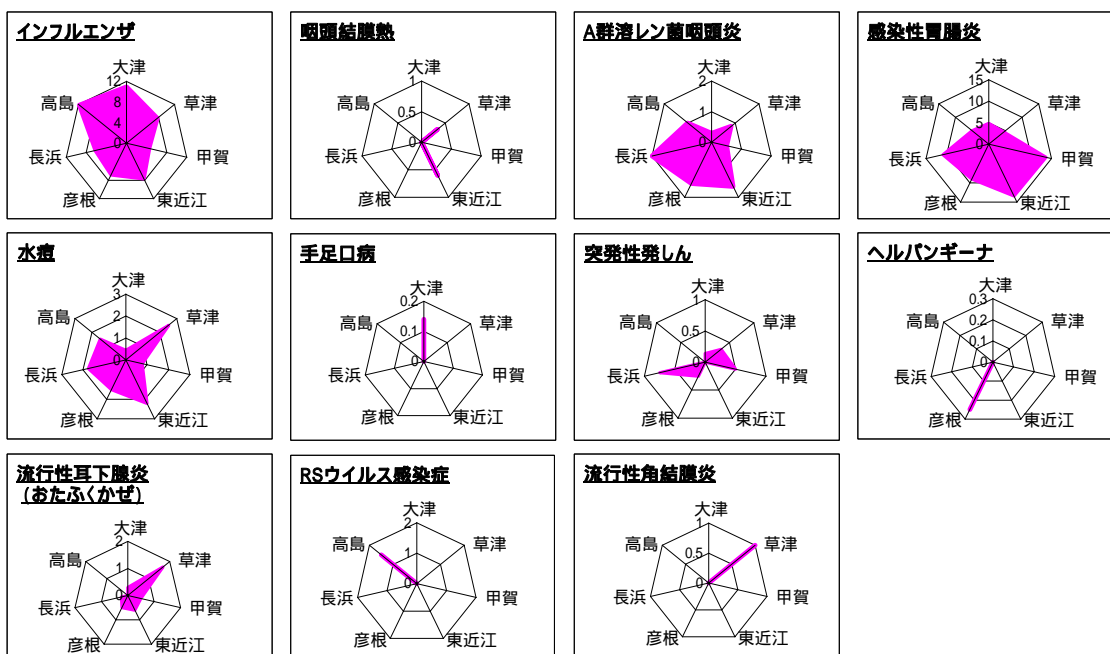 インフルエンザ
大津
12
8
4
0
草津
甲賀
東近江
彦根
長浜
高島
咽頭結膜熱
大津
1
0.5
0
草津
甲賀
東近江
彦根
長浜
高島
A群溶レン菌咽頭炎
大津
2
1
0
草津
甲賀
東近江
彦根
長浜
高島
感染性胃腸炎
大津
15
10
5
0
草津
甲賀
東近江
彦根
長浜
高島
水痘
大津
3
2
1
0
草津
甲賀
東近江
彦根
長浜
高島
手足口病
大津
0.2
0.1
0
草津
甲賀
東近江
彦根
長浜
高島
突発性発しん
大津
1
0.5
0
草津
甲賀
東近江
彦根
長浜
高島
ヘルパンギーナ
大津
0.3
0.2
0.1
0
草津
甲賀
東近江
彦根
長浜
高島
流行性耳下腺炎
(おたふくかぜ)
大津
2
1
0
草津
甲賀
東近江
彦根
長浜
高島
RSウイルス感染症
大津
2
1
0
草津
甲賀
東近江
彦根
長浜
高島
流行性角結膜炎
大津
1
0.5
0
草津
甲賀
東近江
彦根
長浜
高島